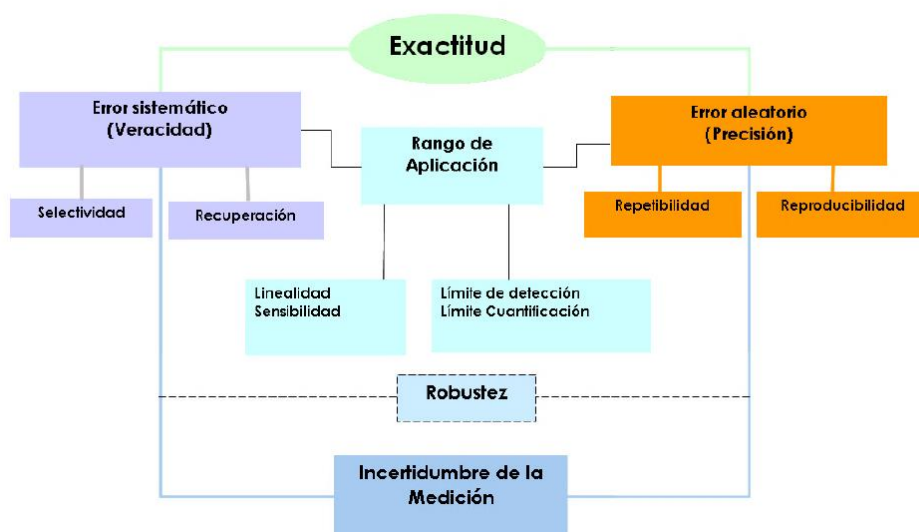 Exactitud
Error sistemático
(Veracidad)
Error aleatorio
(Precisión)
Rango de
Aplicación
Selectividad
Recuperación
Repetibilidad
Reproducibilidad
Linealidad
Sensibilidad
Límite de detección
Límite Cuantificación
Robustez
Incertidumbre de la
Medición